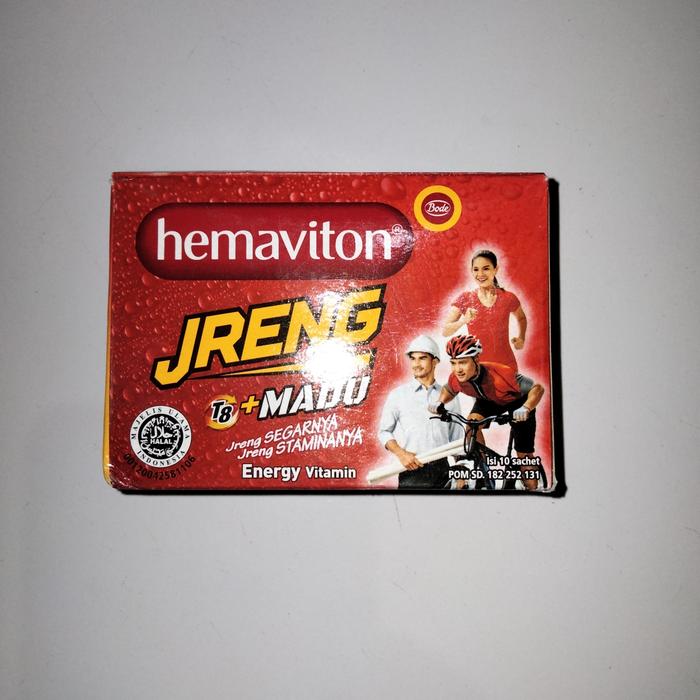 Bode
hemaviton®
JRENG
T8 +MADU
Jreng SEGARNYA
Jreng STAMINANYA
Energy Vitamin
MAJELIS ULAMA
HALAL
INDONESIA
Isi 10 sachet
POM SD. 182 252 131